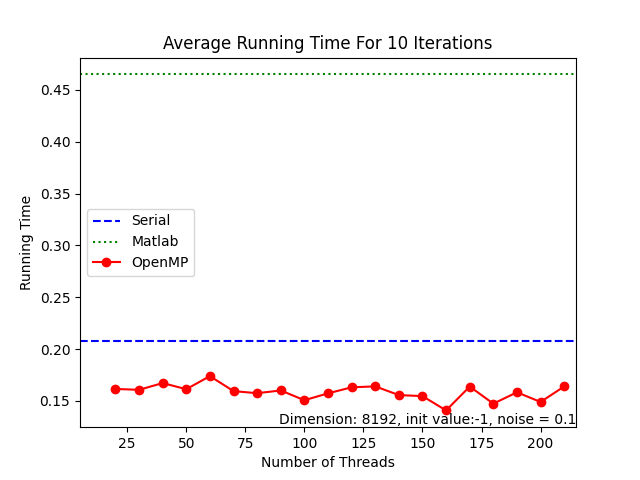 Average Running Time For 10 Iterations
Running Time
0.45
0.40
0.35
0.30
0.25
0.20
0.15
Serial
Matlab
OpenMP
Dimension: 8192, init value:-1, noise = 0.1
25 50 75 100 125 150 175 200
Number of Threads